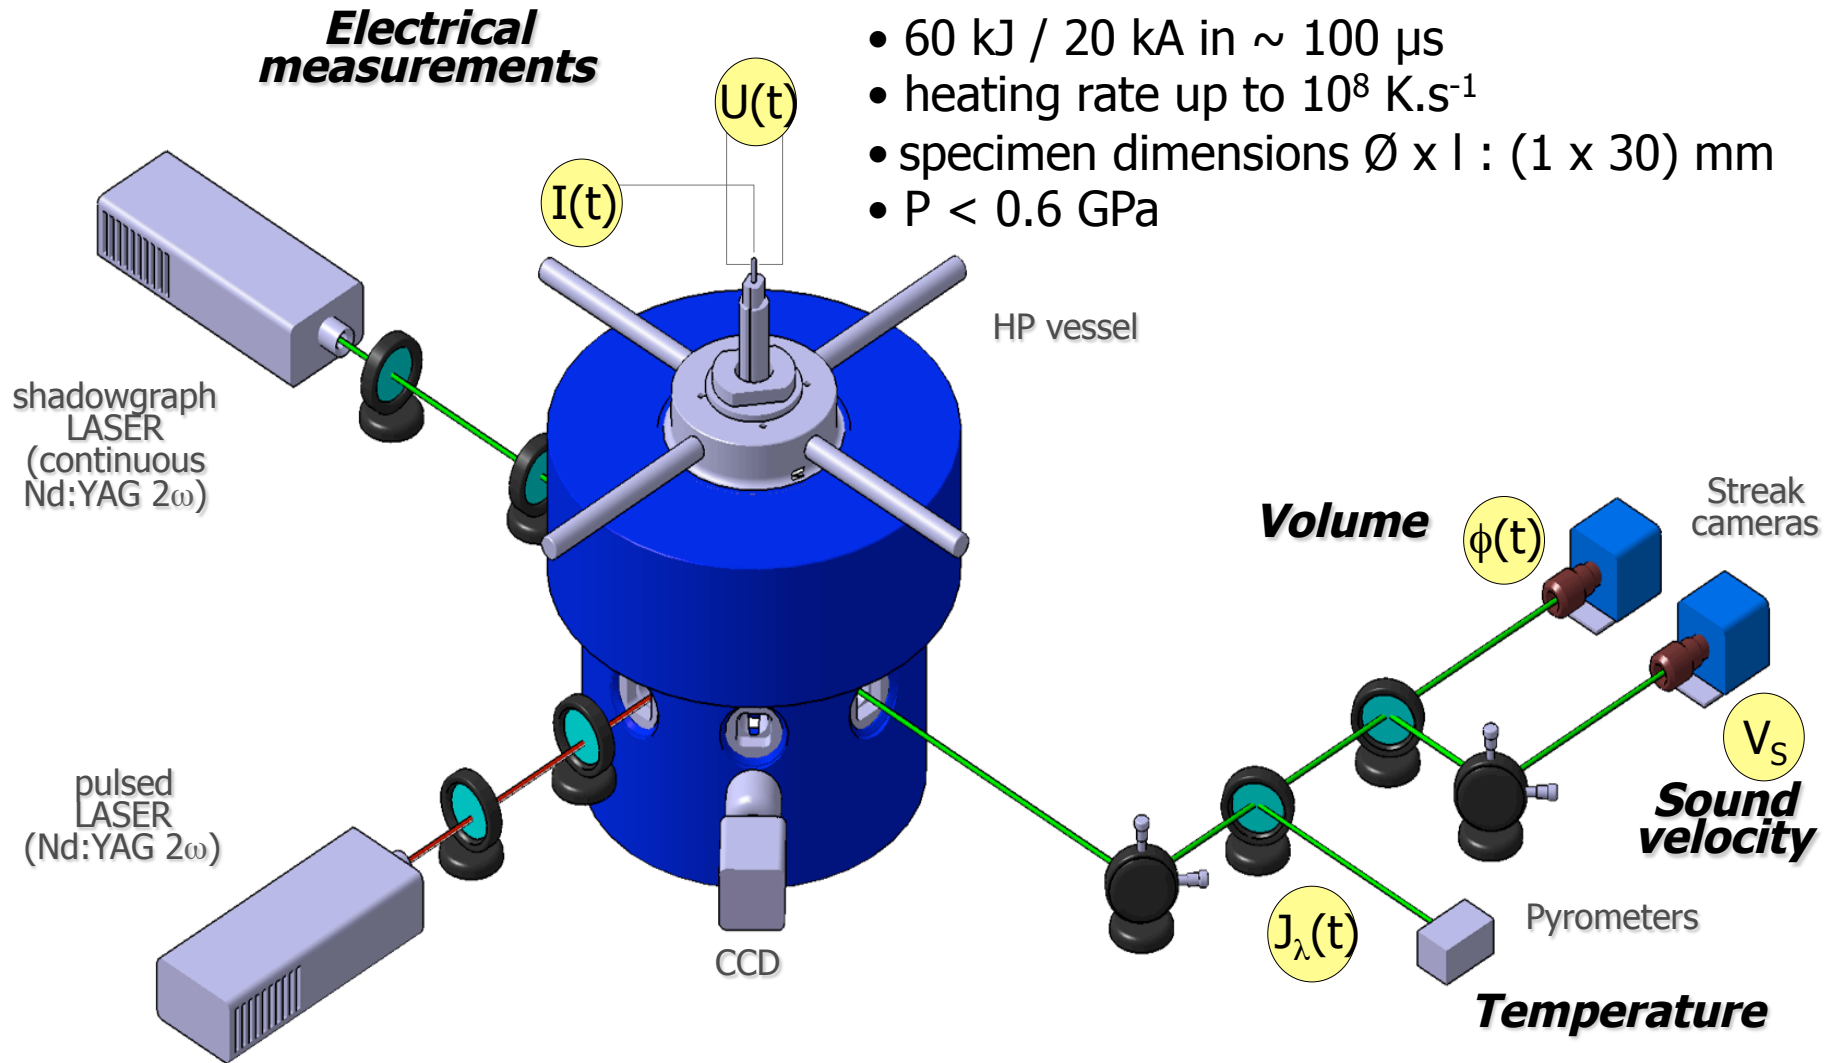 Electrical
measurements
• 60 kJ / 20 kA in ~ 100 µs
• heating rate up to 10⁸ K.s⁻¹
• specimen dimensions Ø x l : (1 x 30) mm
• P < 0.6 GPa
U(t)
I(t)
HP vessel
shadowgraph
LASER
(continuous
Nd:YAG 2ω)
Volume
ϕ(t)
Streak
cameras
V_S
Sound
velocity
pulsed
LASER
(Nd:YAG 2ω)
CCD
J_λ(t)
Pyrometers
Temperature